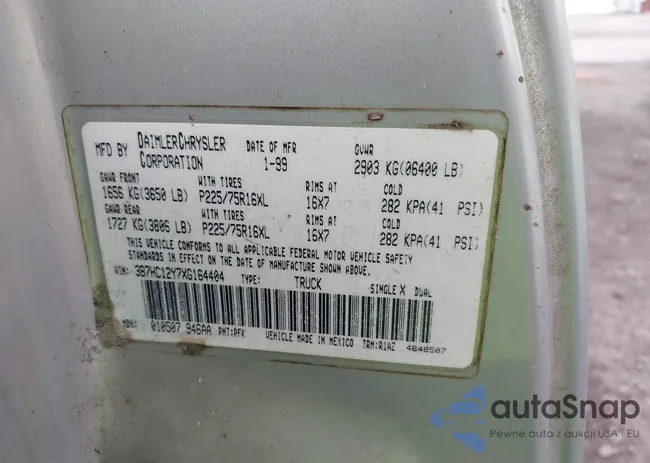 MFD BY DAIMLERCHRYSLER CORPORATION DATE OF MFR 1-99 GVWR 2903 KG(06400 LB)
GAWR FRONT WITH TIRES RIMS AT COLD
1656 KG(3650 LB) P225/75R16XL 16X7 282 KPA(41 PSI)
GAWR REAR WITH TIRES RIMS AT COLD
1727 KG(3806 LB) P225/75R16XL 16X7 282 KPA(41 PSI)
THIS VEHICLE CONFORMS TO ALL APPLICABLE FEDERAL MOTOR VEHICLE SAFETY
STANDARDS IN EFFECT ON THE DATE OF MANUFACTURE SHOWN ABOVE.
VIN: 3B7HC12Y7XG164404 TYPE: TRUCK SINGLE X DUAL
MDH: 010507 946AA PNT:PFK VEHICLE MADE IN MEXICO TRM:R1AZ 4648507
autaSnap
Pewne auta z aukcji USA i EU